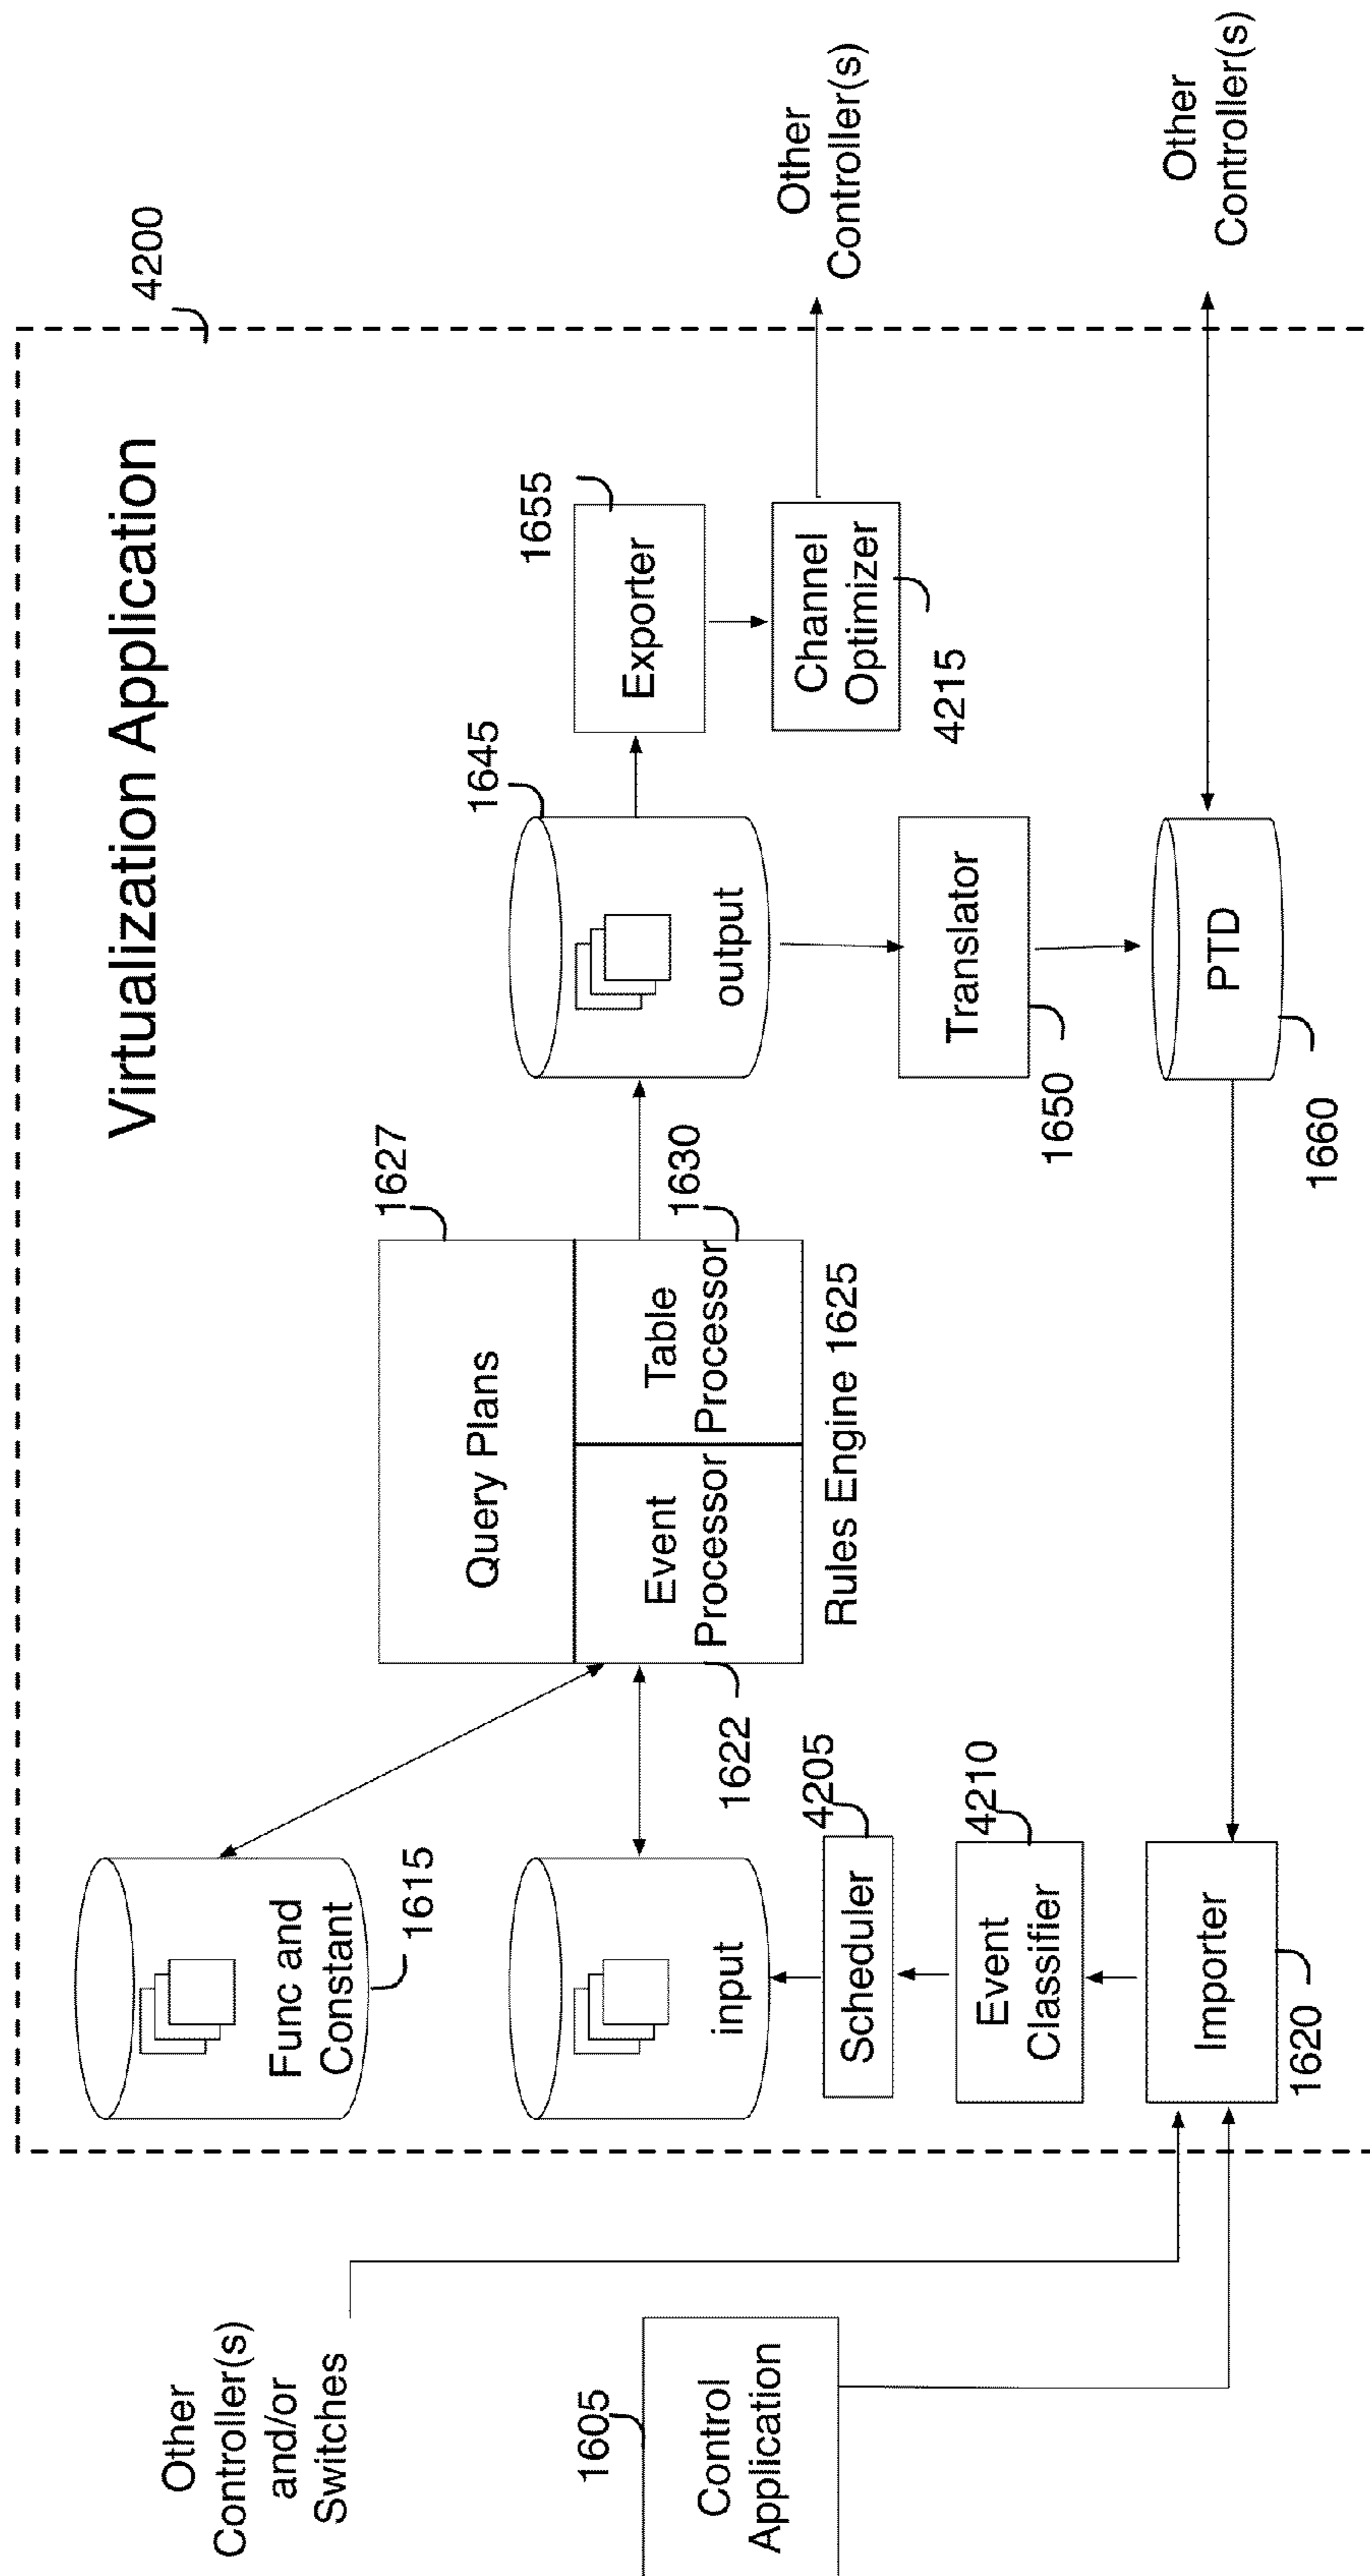 Virtualization Application
4200
Other
Controller(s)
and/or
Switches
1605
Control
Application
Func and
Constant
1615
input
4205
Scheduler
4210
Event
Classifier
Importer
1620
1627
Query Plans
Event
Processor
Table
Processor
1630
1622
Rules Engine 1625
1645
output
1655
Exporter
Channel
Optimizer
4215
Translator
1650
PTD
1660
Other
Controller(s)
Other
Controller(s)